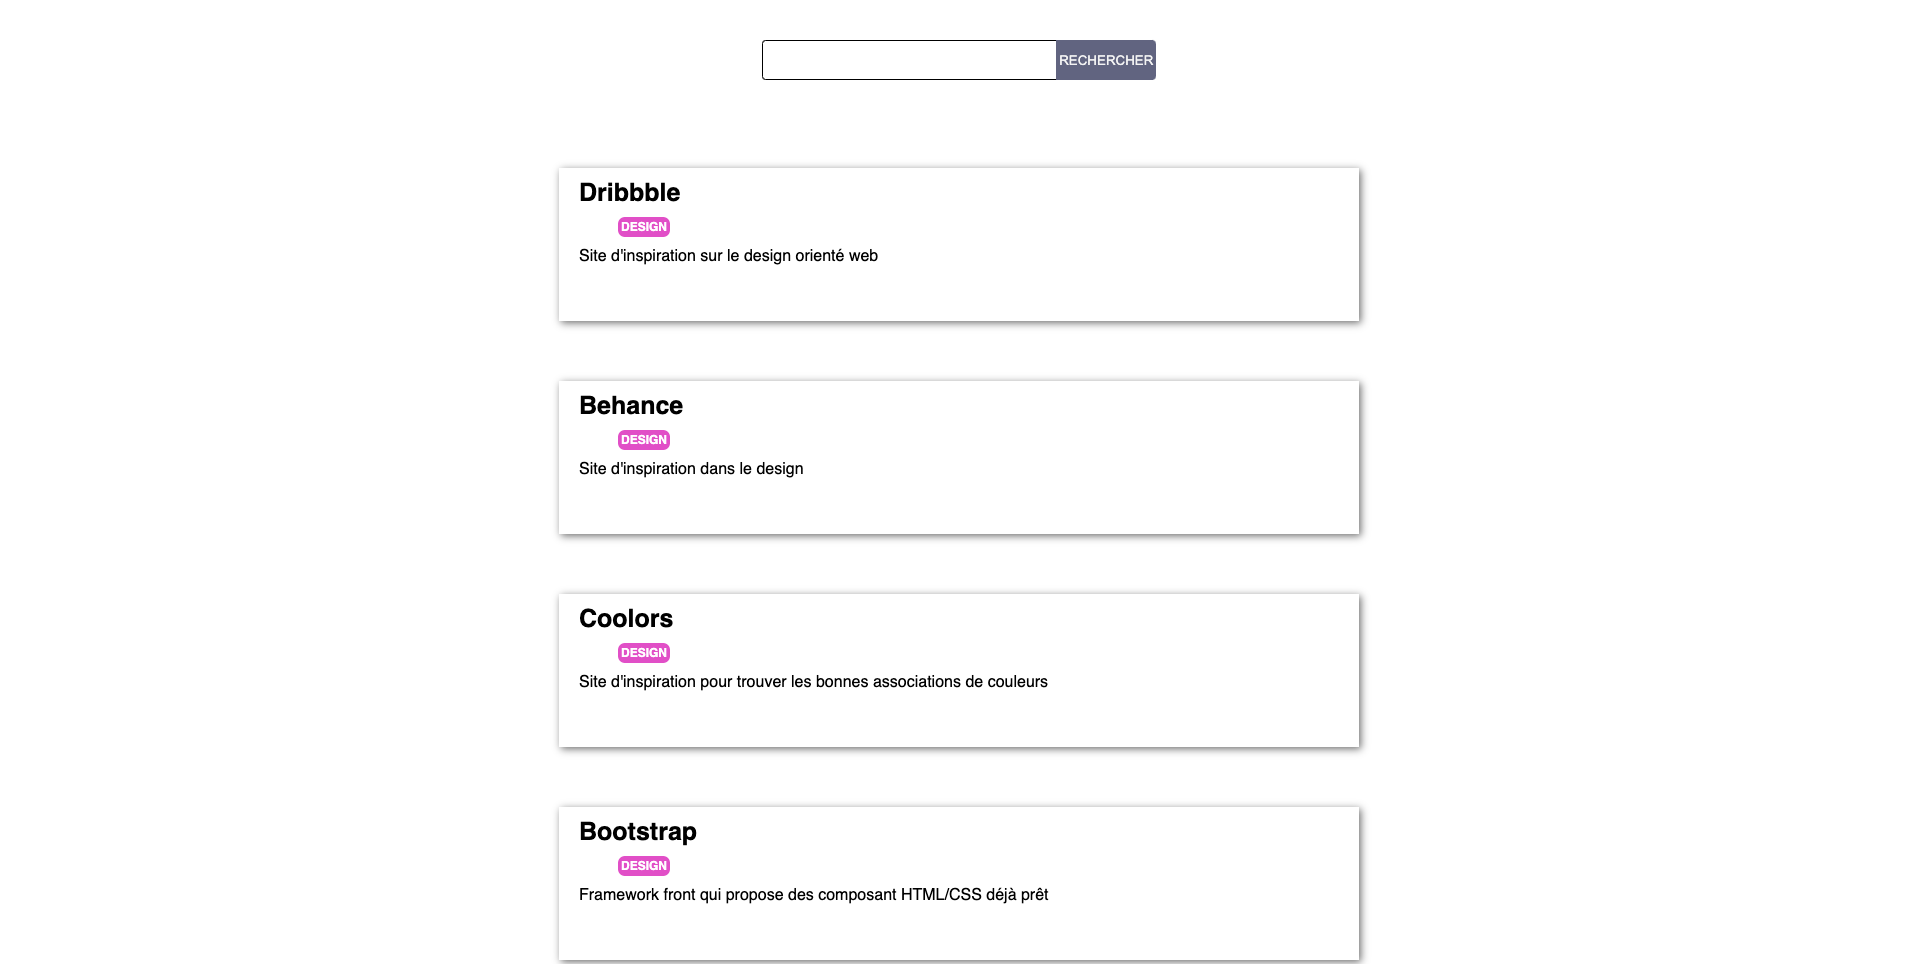 RECHERCHER
Dribbble
DESIGN
Site d'inspiration sur le design orienté web
Behance
DESIGN
Site d'inspiration dans le design
Coolors
DESIGN
Site d'inspiration pour trouver les bonnes associations de couleurs
Bootstrap
DESIGN
Framework front qui propose des composant HTML/CSS déjà prêt